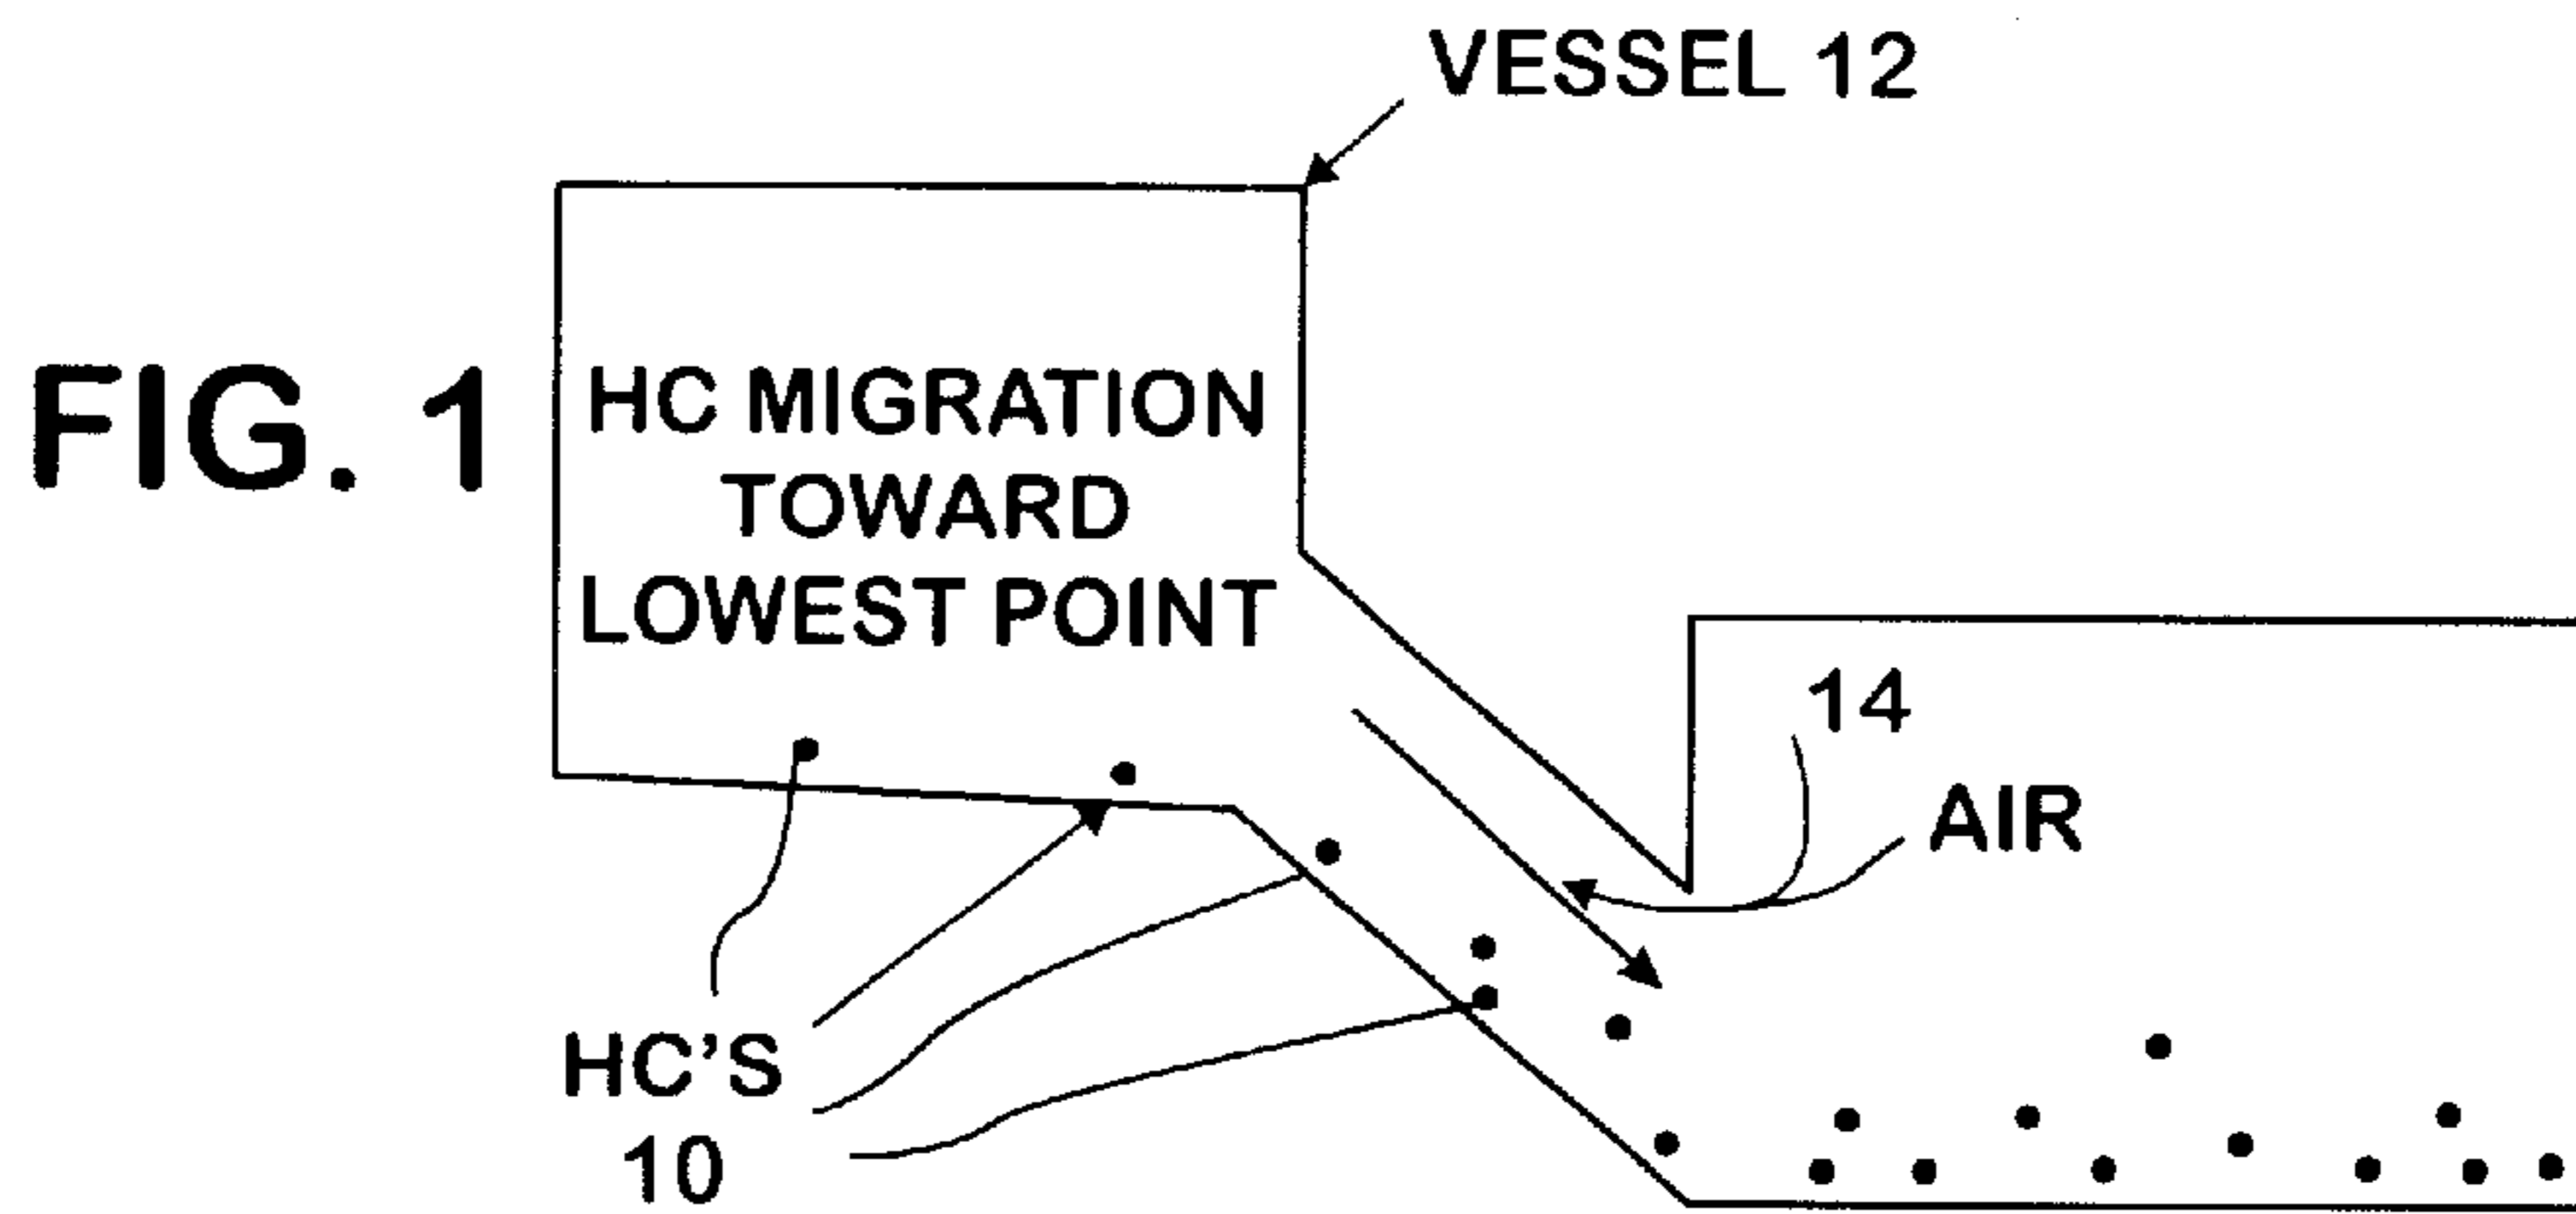 VESSEL 12
FIG. 1
HC MIGRATION
TOWARD
LOWEST POINT
14
AIR
HC'S
10